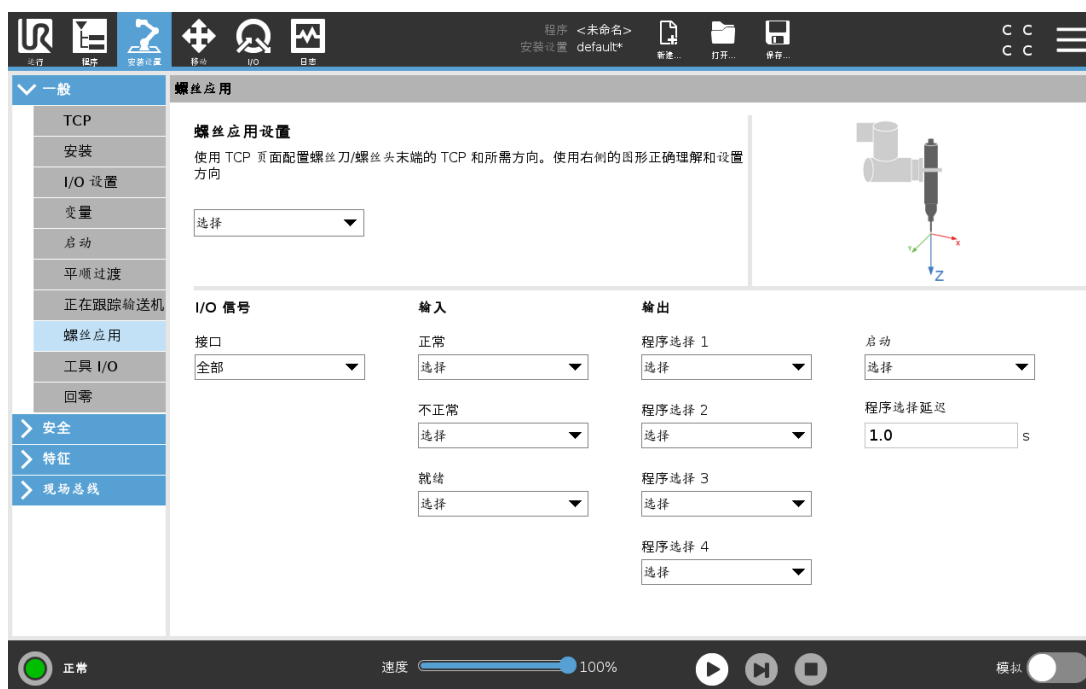 程序 <未命名>
安装设置 default*
C C
C C
运行 程序 安装设置 移动 I/O 日志 新建... 打开... 保存...
一般
螺丝应用
TCP
安装
I/O 设置
变量
启动
平顺过渡
正在跟踪输送机
螺丝应用
工具 I/O
回零
安全
特征
现场总线
螺丝应用设置
使用 TCP 页面配置螺丝刀/螺丝头末端的 TCP 和所需方向。使用右侧的图形正确理解和设置
方向
选择
Y X
Z
I/O 信号 输入 输出
接口 正常 程序选择 1 启动
全部 选择 选择 选择
不正常 程序选择 2 程序选择延迟
选择 选择 1.0 s
就绪 程序选择 3
选择 选择
程序选择 4
选择
正常 速度 100% 模拟